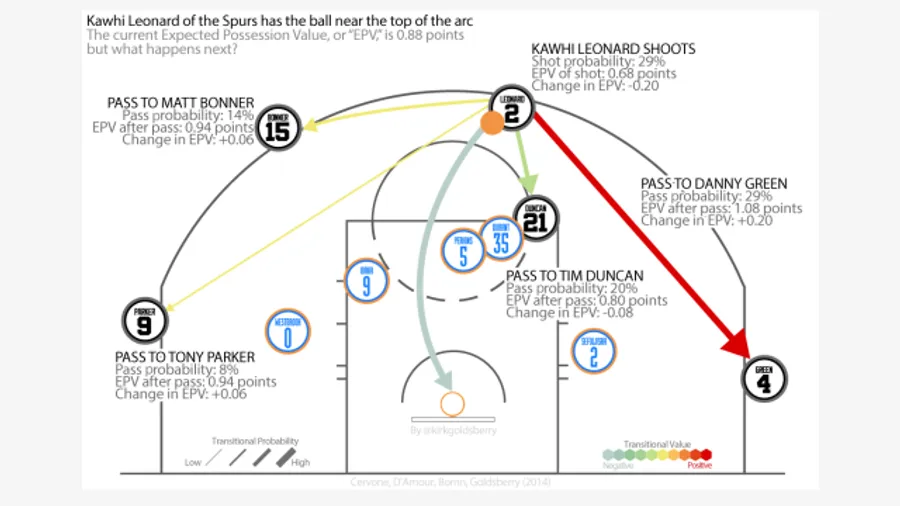 Kawhi Leonard of the Spurs has the ball near the top of the arc
The current Expected Possession Value, or "EPV," is 0.88 points
but what happens next?
KAWHI LEONARD SHOOTS
Shot probability: 29%
EPV of shot: 0.68 points
Change in EPV: -0.20
PASS TO MATT BONNER
Pass probability: 14%
EPV after pass: 0.94 points
Change in EPV: +0.06
BONNER
15
LEONARD
2
PASS TO DANNY GREEN
Pass probability: 29%
EPV after pass: 1.08 points
Change in EPV: +0.20
DUNCAN
21
DURANT
35
PERKINS
5
IBAKA
9
PASS TO TIM DUNCAN
Pass probability: 20%
EPV after pass: 0.80 points
Change in EPV: -0.08
PARKER
9
WESTBROOK
0
SEFOLOSHA
2
PASS TO TONY PARKER
Pass probability: 8%
EPV after pass: 0.94 points
Change in EPV: +0.06
GREEN
4
By @kirkgoldsberry
Transitional Probability
Low
High
Transitional Value
Negative
Positive
Cervone, D'Amour, Bornn, Goldsberry (2014)